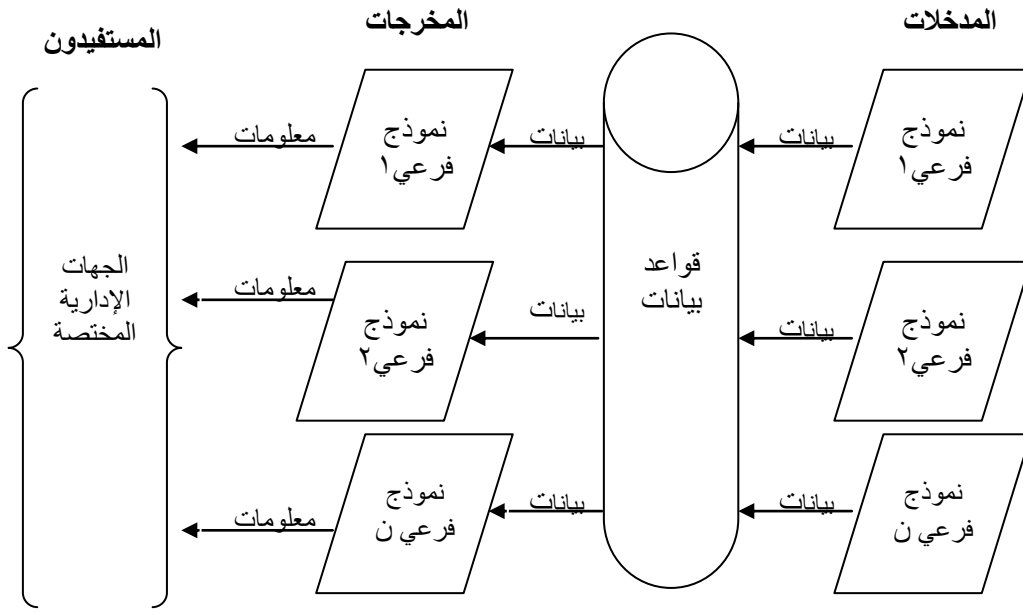 المدخلات
المخرجات
المستفيدون
نموذج
فرعي١
بيانات
قواعد
بيانات
بيانات
نموذج
فرعي١
معلومات
الجهات
الإدارية
المختصة
نموذج
فرعي٢
بيانات
بيانات
نموذج
فرعي٢
معلومات
نموذج
فرعي ن
بيانات
بيانات
نموذج
فرعي ن
معلومات